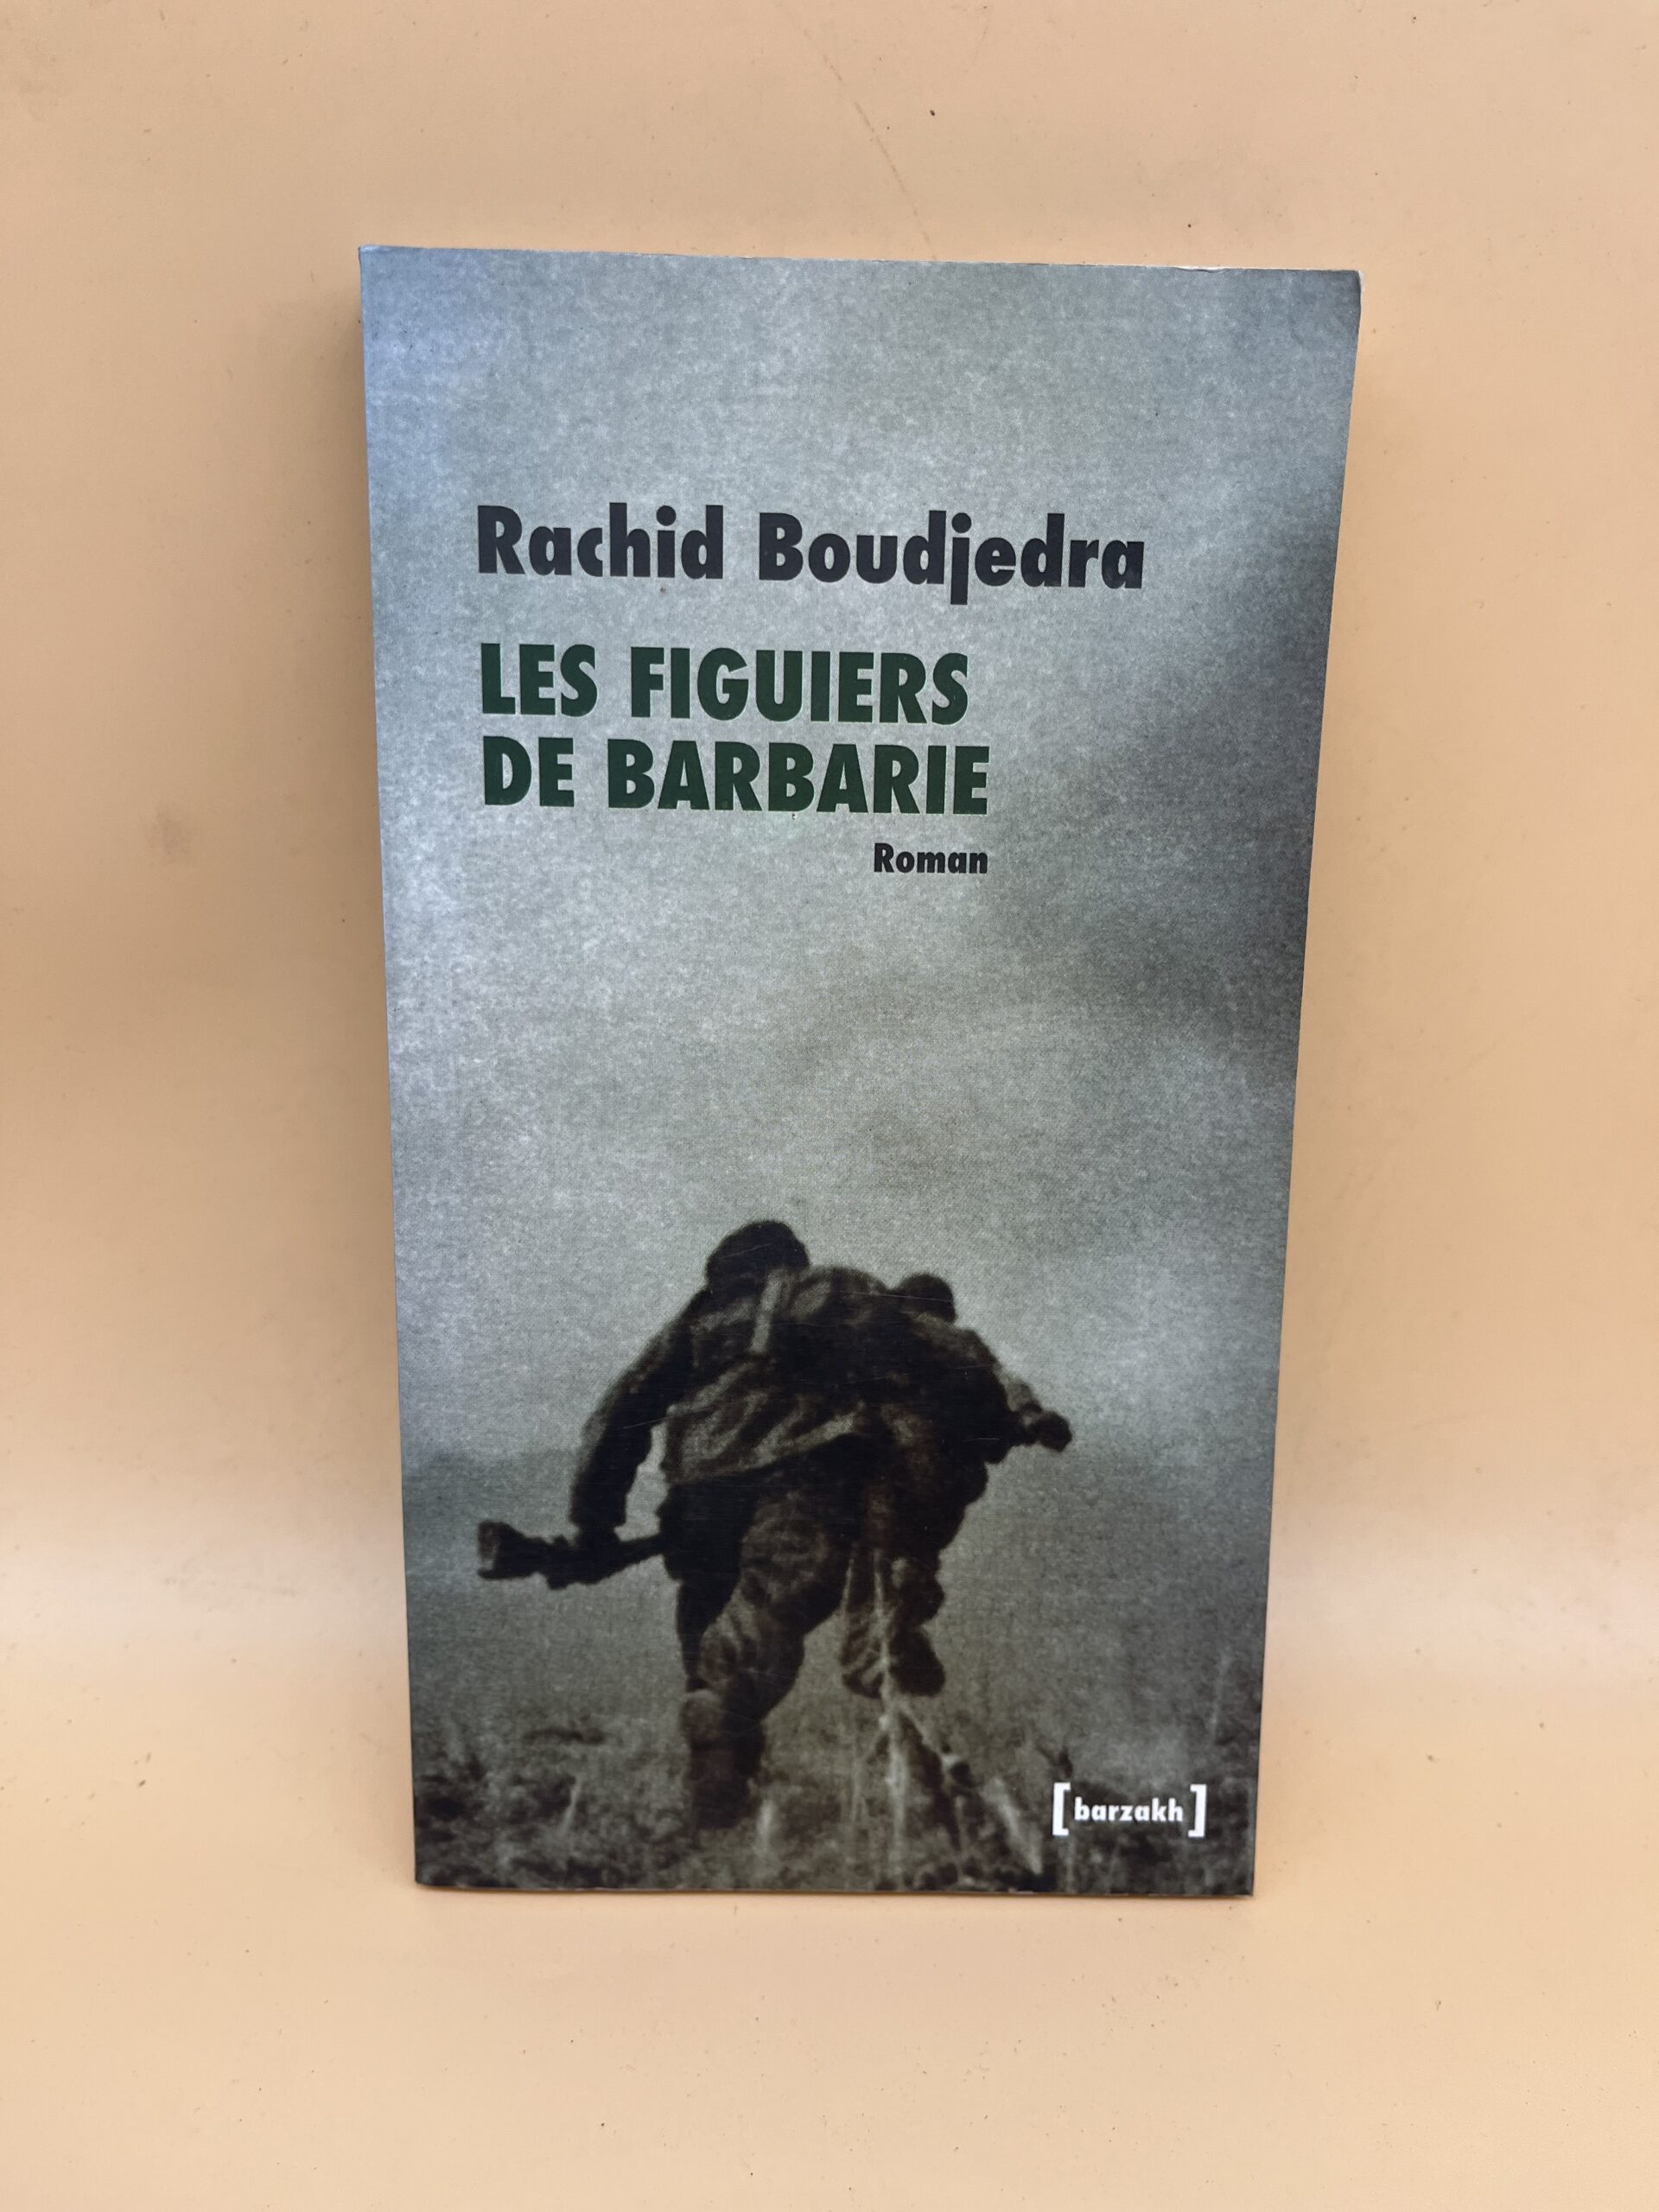 Rachid Boudjedra
LES FIGUIERS
DE BARBARIE
Roman
[barzakh]